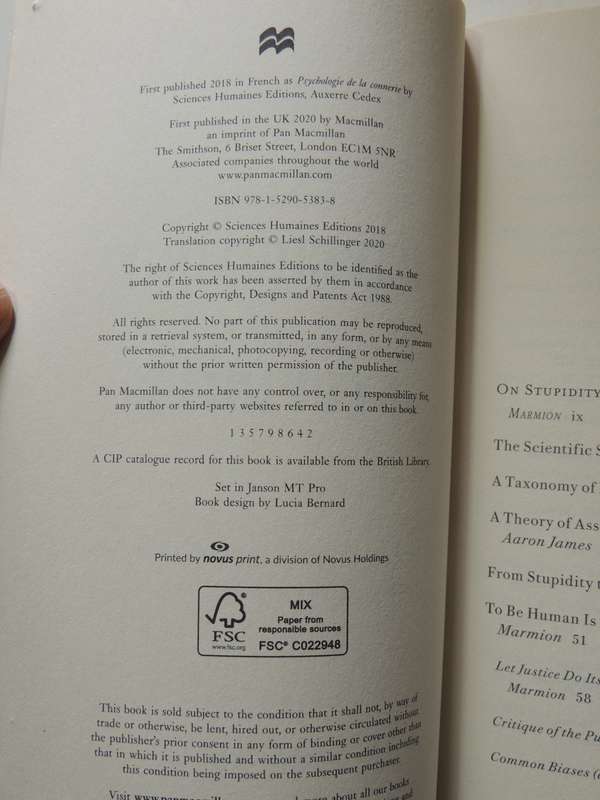 First published 2018 in French as Psychologie de la connerie by
Sciences Humaines Editions, Auxerre Cedex
First published in the UK 2020 by Macmillan
an imprint of Pan Macmillan
The Smithson, 6 Briset Street, London EC1M 5NR
Associated companies throughout the world
www.panmacmillan.com
ISBN 978-1-5290-5383-8
Copyright © Sciences Humaines Editions 2018
Translation copyright © Liesl Schillinger 2020
The right of Sciences Humaines Editions to be identified as the
author of this work has been asserted by them in accordance
with the Copyright, Designs and Patents Act 1988.
All rights reserved. No part of this publication may be reproduced,
stored in a retrieval system, or transmitted, in any form, or by any means
(electronic, mechanical, photocopying, recording or otherwise)
without the prior written permission of the publisher.
Pan Macmillan does not have any control over, or any responsibility for,
any author or third-party websites referred to in or on this book.
1 3 5 7 9 8 6 4 2
A CIP catalogue record for this book is available from the British Library.
Set in Janson MT Pro
Book design by Lucia Bernard
Printed by novus print, a division of Novus Holdings
FSC
www.fsc.org
MIX
Paper from
responsible sources
FSC® C022948
This book is sold subject to the condition that it shall not, by way of
trade or otherwise, be lent, hired out, or otherwise circulated without
the publisher's prior consent in any form of binding or cover other than
that in which it is published and without a similar condition including
this condition being imposed on the subsequent purchaser.
Visit www.panmac more about all our books
and
On Stupidity
Marmion ix
The Scientific S
A Taxonomy of
A Theory of Ass
Aaron James
From Stupidity t
To Be Human Is
Marmion 51
Let Justice Do Its
Marmion 58
Critique of the Pu
Common Biases (